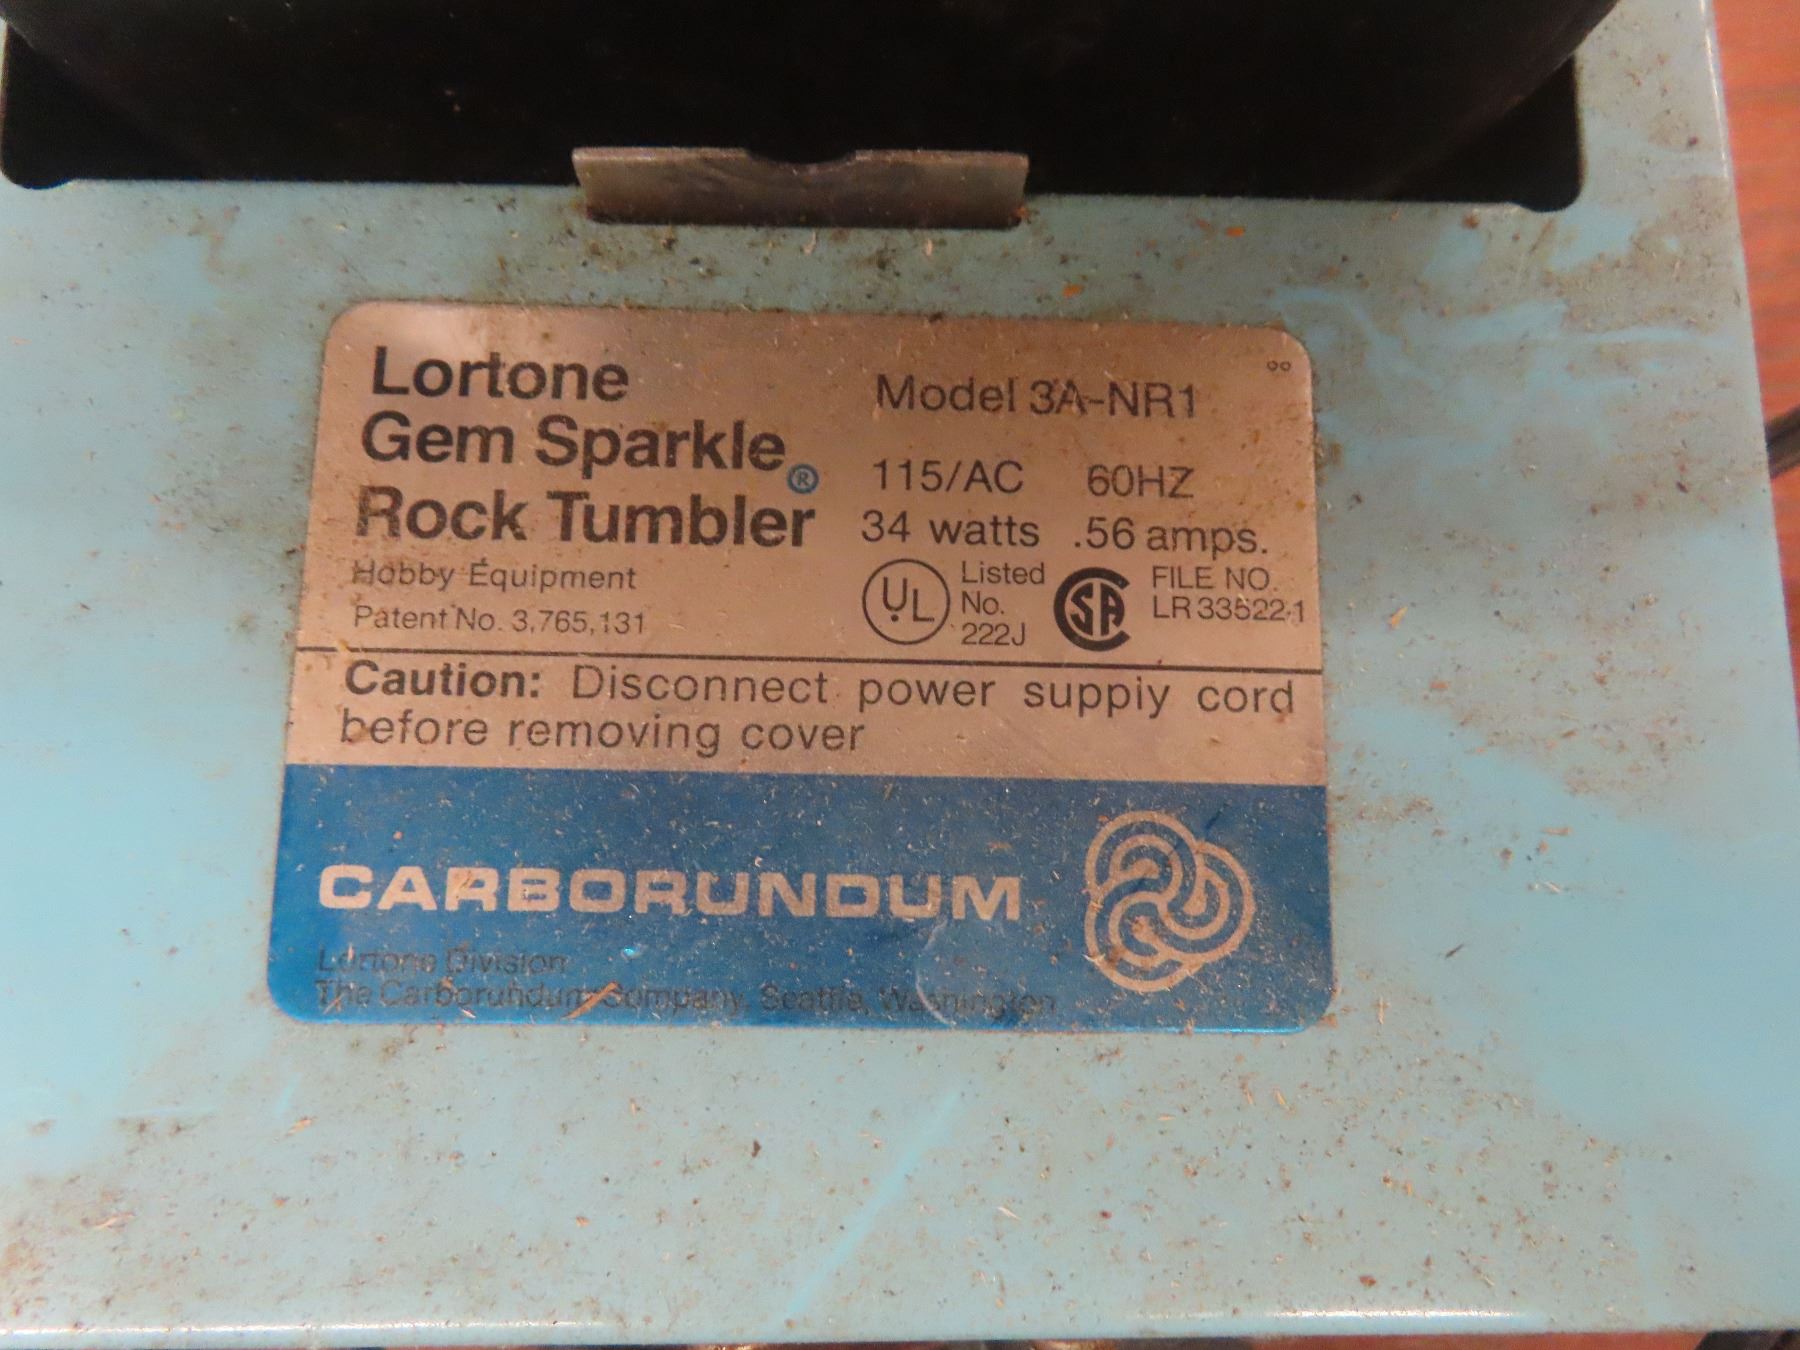 Lortone
Gem Sparkle®
Rock Tumbler
Hobby Equipment
Patent No. 3,765,131
Model 3A-NR1
115/AC 60HZ
34 watts .56 amps.
UL
Listed
No.
222J
SA
FILE NO.
LR 33522-1
Caution: Disconnect power supply cord
before removing cover
CARBORUNDUM
Lortone Division
The Carborundum Company, Seattle, Washington